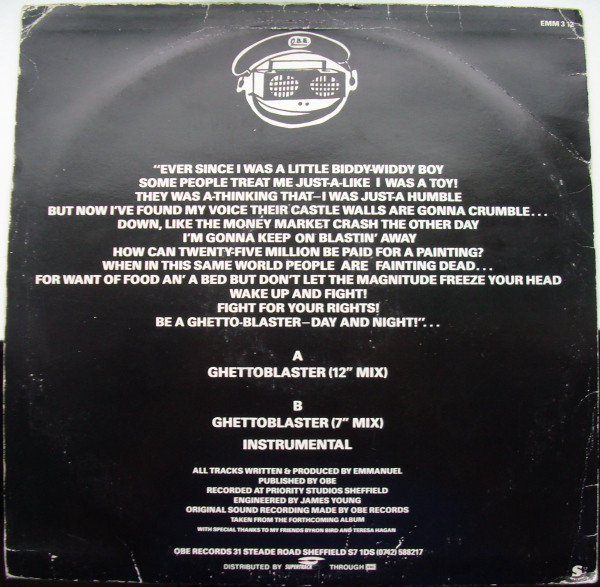 EMM 3 12
O.B.E.
"EVER SINCE I WAS A LITTLE BIDDY-WIDDY BOY
SOME PEOPLE TREAT ME JUST-A-LIKE I WAS A TOY!
THEY WAS A-THINKING THAT–I WAS JUST-A HUMBLE
BUT NOW I'VE FOUND MY VOICE THEIR CASTLE WALLS ARE GONNA CRUMBLE...
DOWN, LIKE THE MONEY MARKET CRASH THE OTHER DAY
I'M GONNA KEEP ON BLASTIN' AWAY
HOW CAN TWENTY-FIVE MILLION BE PAID FOR A PAINTING?
WHEN IN THIS SAME WORLD PEOPLE ARE FAINTING DEAD...
FOR WANT OF FOOD AN' A BED BUT DON'T LET THE MAGNITUDE FREEZE YOUR HEAD
WAKE UP AND FIGHT!
FIGHT FOR YOUR RIGHTS!
BE A GHETTO-BLASTER–DAY AND NIGHT!"...
A
GHETTOBLASTER (12" MIX)
B
GHETTOBLASTER (7" MIX)
INSTRUMENTAL
ALL TRACKS WRITTEN & PRODUCED BY EMMANUEL
PUBLISHED BY OBE
RECORDED AT PRIORITY STUDIOS SHEFFIELD
ENGINEERED BY JAMES YOUNG
ORIGINAL SOUND RECORDING MADE BY OBE RECORDS
TAKEN FROM THE FORTHCOMING ALBUM
WITH SPECIAL THANKS TO MY FRIENDS BYRON BIRD AND TERESA HAGAN
OBE RECORDS 31 STEADE ROAD SHEFFIELD S7 1DS (0742) 588217
DISTRIBUTED BY SUPERTRACK THROUGH EMI
S